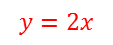 y = 2x